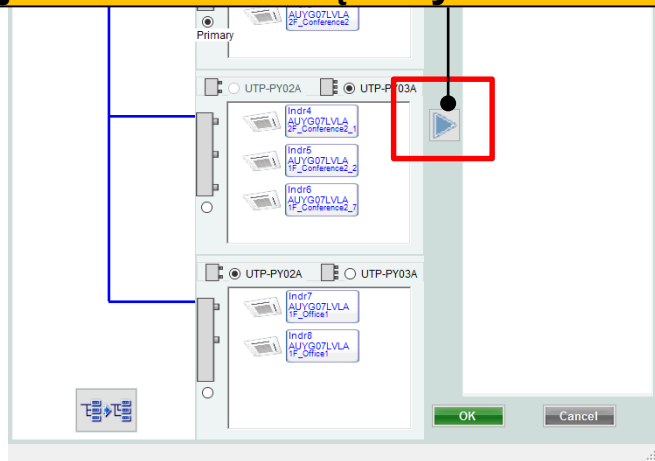 AUYG07LVLA
2F_Conference2
Primary
UTP-PY02A UTP-PY03A
Indr4
AUYG07LVLA
2F_Conference2_1
Indr5
AUYG07LVLA
1F_Conference2_2
Indr6
AUYG07LVLA
1F_Conference2_7
UTP-PY02A UTP-PY03A
Indr7
AUYG07LVLA
1F_Office1
Indr8
AUYG07LVLA
1F_Office1
OK Cancel